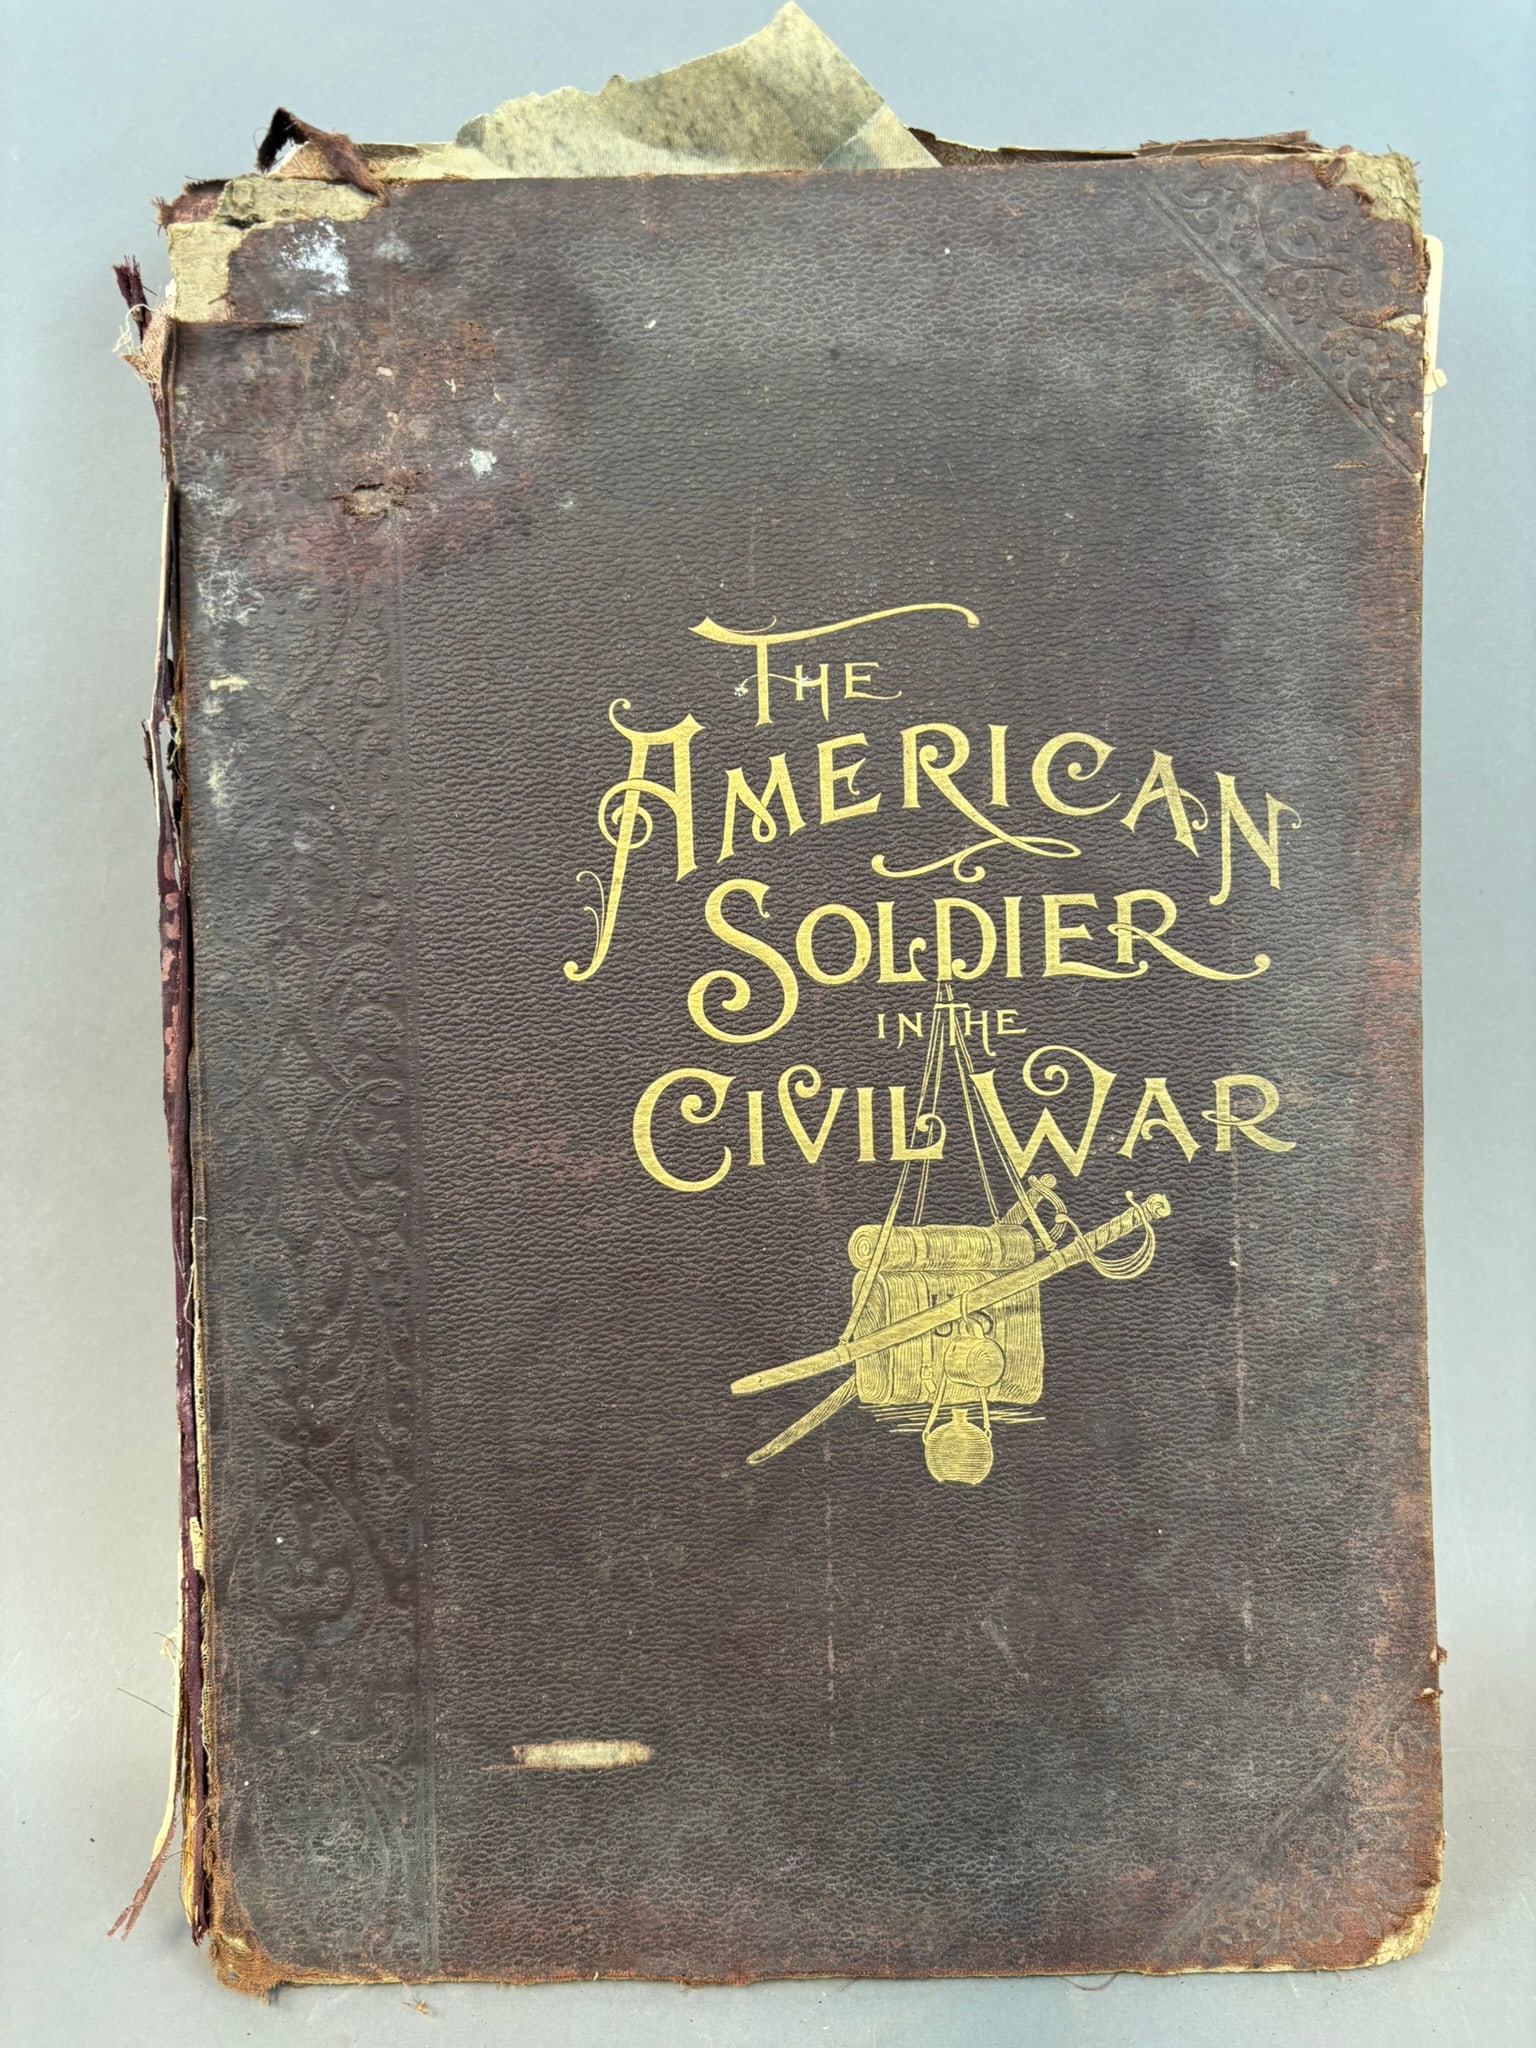 THE
AMERICAN
SOLDIER
IN THE
CIVIL WAR